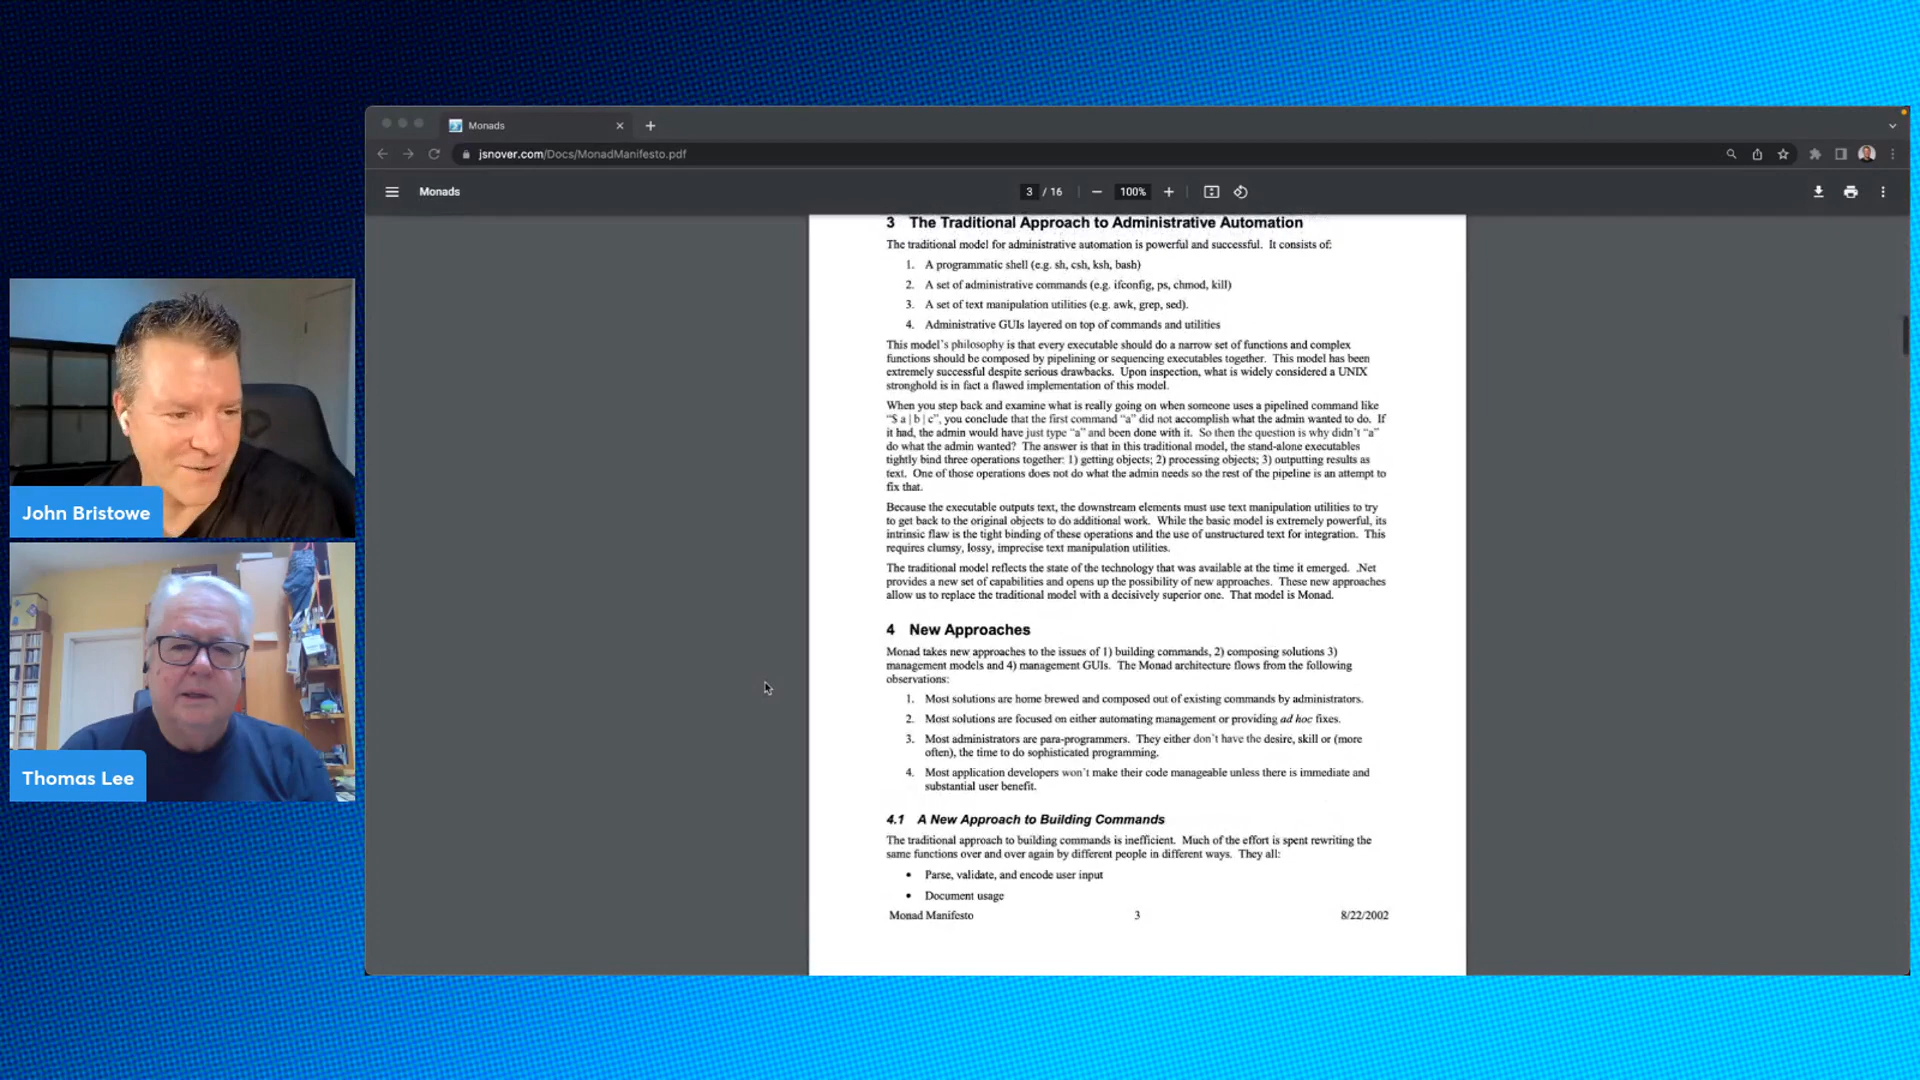 Monads
jsnover.com/Docs/MonadManifesto.pdf
Monads
3 / 16
100%
3 The Traditional Approach to Administrative Automation
The traditional model for administrative automation is powerful and successful. It consists of:
1. A programmatic shell (e.g. sh, csh, ksh, bash)
2. A set of administrative commands (e.g. ifconfig, ps, chmod, kill)
3. A set of text manipulation utilities (e.g. awk, grep, sed).
4. Administrative GUIs layered on top of commands and utilities
This model's philosophy is that every executable should do a narrow set of functions and complex
functions should be composed by pipelining or sequencing executables together. This model has been
extremely successful despite serious drawbacks. Upon inspection, what is widely considered a UNIX
stronghold is in fact a flawed implementation of this model.
When you step back and examine what is really going on when someone uses a pipelined command like
“$ a | b | c”, you conclude that the first command “a” did not accomplish what the admin wanted to do. If
it had, the admin would have just type “a” and been done with it. So then the question is why didn't “a”
do what the admin wanted? The answer is that in this traditional model, the stand-alone executables
tightly bind three operations together: 1) getting objects; 2) processing objects; 3) outputting results as
text. One of those operations does not do what the admin needs so the rest of the pipeline is an attempt to
fix that.
Because the executable outputs text, the downstream elements must use text manipulation utilities to try
to get back to the original objects to do additional work. While the basic model is extremely powerful, its
intrinsic flaw is the tight binding of these operations and the use of unstructured text for integration. This
requires clumsy, lossy, imprecise text manipulation utilities.
The traditional model reflects the state of the technology that was available at the time it emerged. .Net
provides a new set of capabilities and opens up the possibility of new approaches. These new approaches
allow us to replace the traditional model with a decisively superior one. That model is Monad.
4 New Approaches
Monad takes new approaches to the issues of 1) building commands, 2) composing solutions 3)
management models and 4) management GUIs. The Monad architecture flows from the following
observations:
1. Most solutions are home brewed and composed out of existing commands by administrators.
2. Most solutions are focused on either automating management or providing ad hoc fixes.
3. Most administrators are para-programmers. They either don't have the desire, skill or (more
often), the time to do sophisticated programming.
4. Most application developers won't make their code manageable unless there is immediate and
substantial user benefit.
4.1 A New Approach to Building Commands
The traditional approach to building commands is inefficient. Much of the effort is spent rewriting the
same functions over and over again by different people in different ways. They all:
• Parse, validate, and encode user input
• Document usage
Monad Manifesto 3 8/22/2002
John Bristowe
Thomas Lee